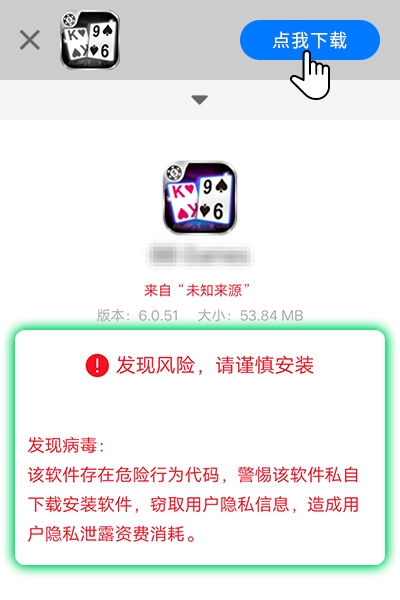 点我下载
K 9
K 6
K 9
K 6
来自“未知来源”
版本：6.0.51 大小：53.84 MB
发现风险，请谨慎安装
发现病毒：
该软件存在危险行为代码，警惕该软件私自
下载安装软件，窃取用户隐私信息，造成用
户隐私泄露资费消耗。